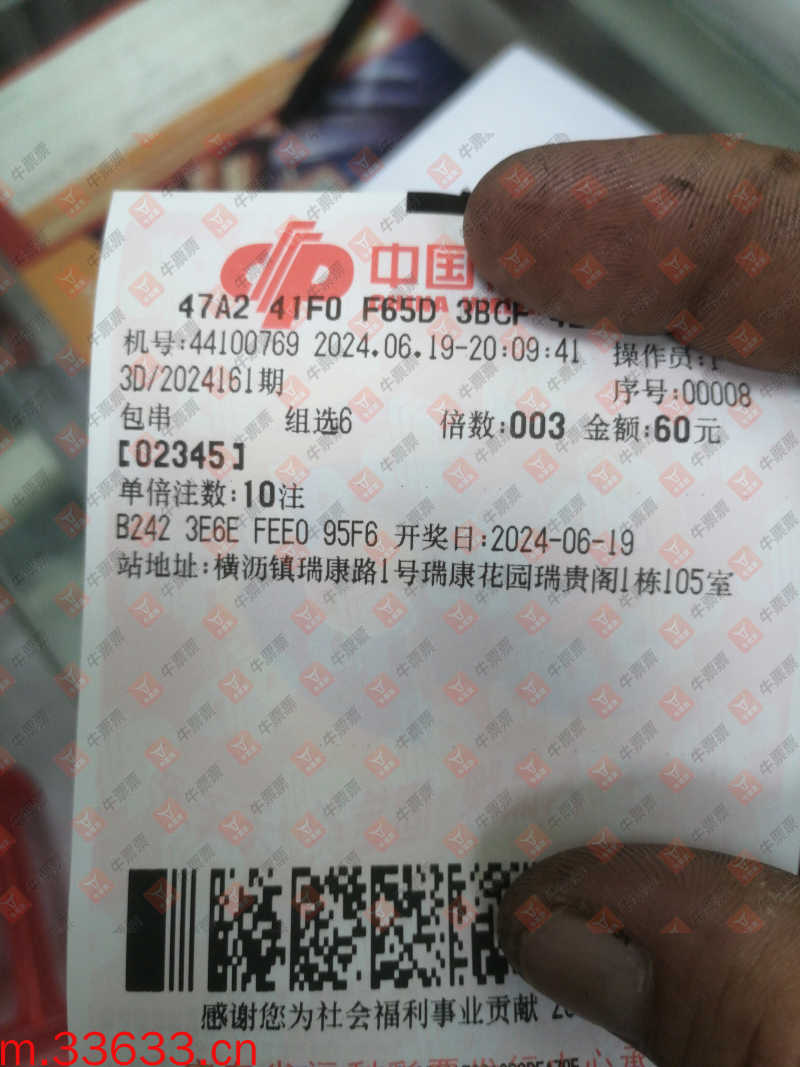 中国
47A2 41F0 F65D 3BCF
机号:44100769 2024.06.19-20:09:41 操作员:1
3D/2024161期 序号:00008
包串 组选6 倍数:003 金额:60元
[02345]
单倍注数:10注
B242 3E6E FEE0 95F6 开奖日:2024-06-19
站地址:横沥镇瑞康路1号瑞康花园瑞贵阁1栋105室
感谢您为社会福利事业贡献
m.33633.cn
牛票票